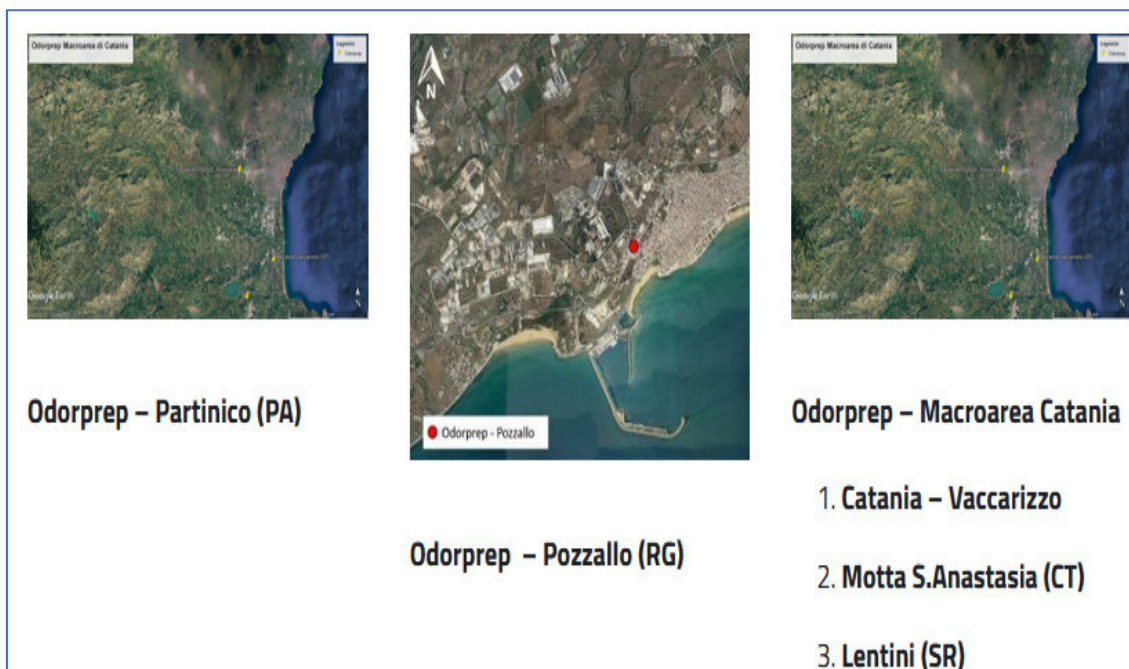 Odorprep Macroarea di Catania
Legenda
Google Earth
N
Odorprep – Partinico (PA)
N
Odorprep - Pozzallo
Odorprep – Pozzallo (RG)
Odorprep Macroarea di Catania
Legenda
Google Earth
N
Odorprep – Macroarea Catania
1. Catania – Vaccarizzo
2. Motta S.Anastasia (CT)
3. Lentini (SR)